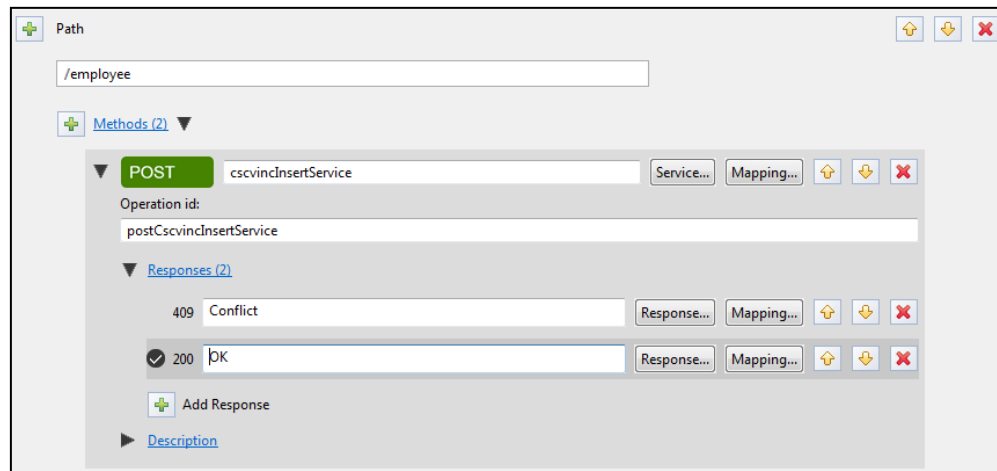 Path
/employee
Methods (2)
POST cscvincInsertService Service... Mapping...
Operation id:
postCscvincInsertService
Responses (2)
409 Conflict Response... Mapping...
200 OK Response... Mapping...
Add Response
Description